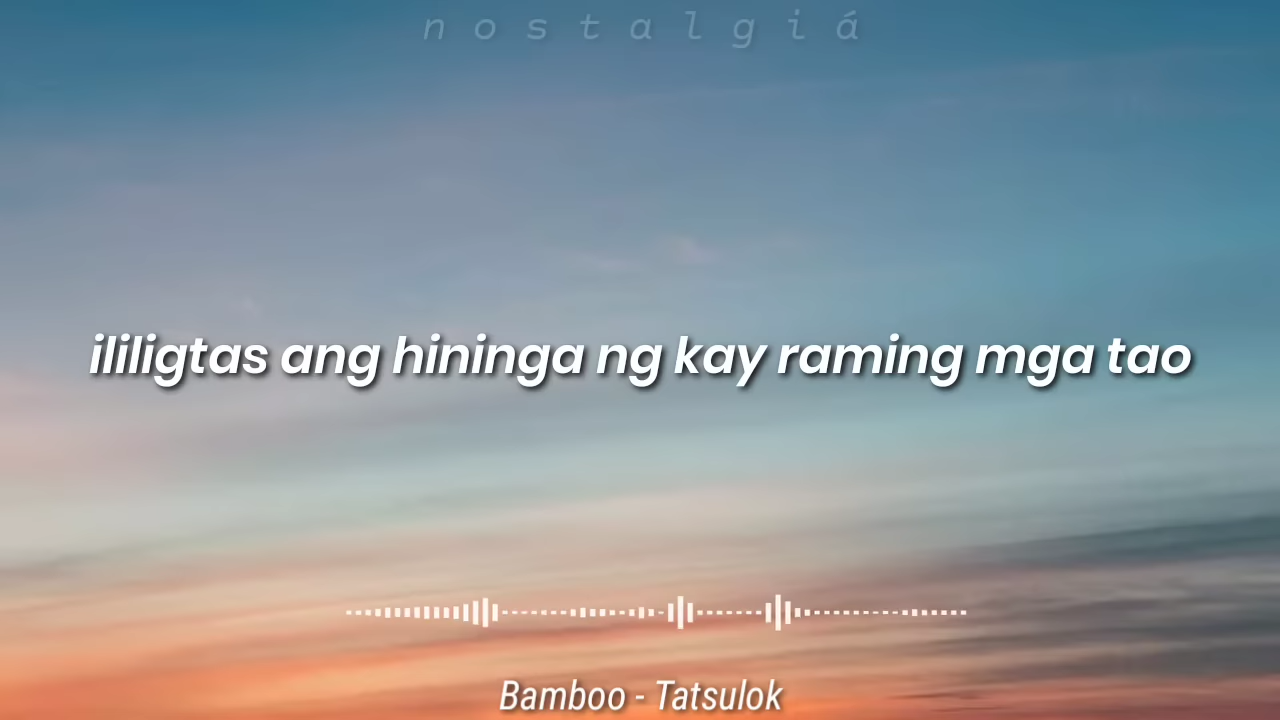 n o s t a l g i á
ililigtas ang hininga ng kay raming mga tao
Bamboo - Tatsulok